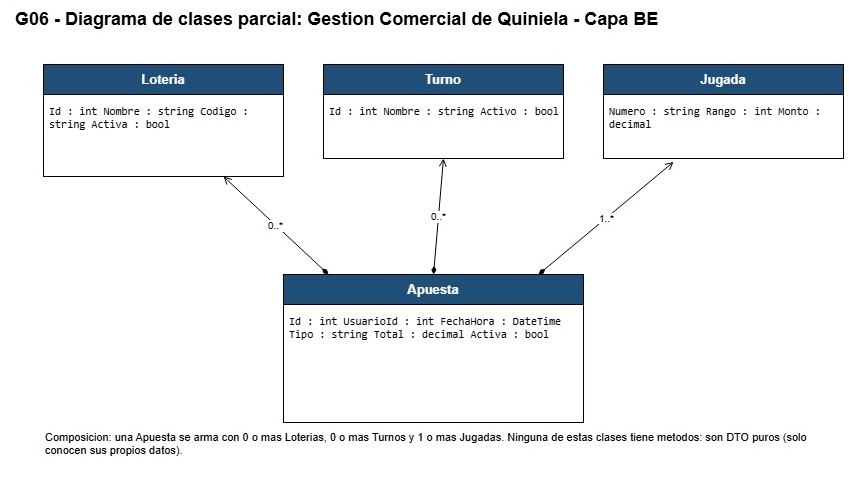 G06 - Diagrama de clases parcial: Gestion Comercial de Quiniela - Capa BE
Loteria
Id : int Nombre : string Codigo :
string Activa : bool
Turno
Id : int Nombre : string Activo : bool
Jugada
Numero : string Rango : int Monto :
decimal
0..*
0..*
1..*
Apuesta
Id : int UsuarioId : int FechaHora : DateTime
Tipo : string Total : decimal Activa : bool
Composicion: una Apuesta se arma con 0 o mas Loterias, 0 o mas Turnos y 1 o mas Jugadas. Ninguna de estas clases tiene metodos: son DTO puros (solo
conocen sus propios datos).